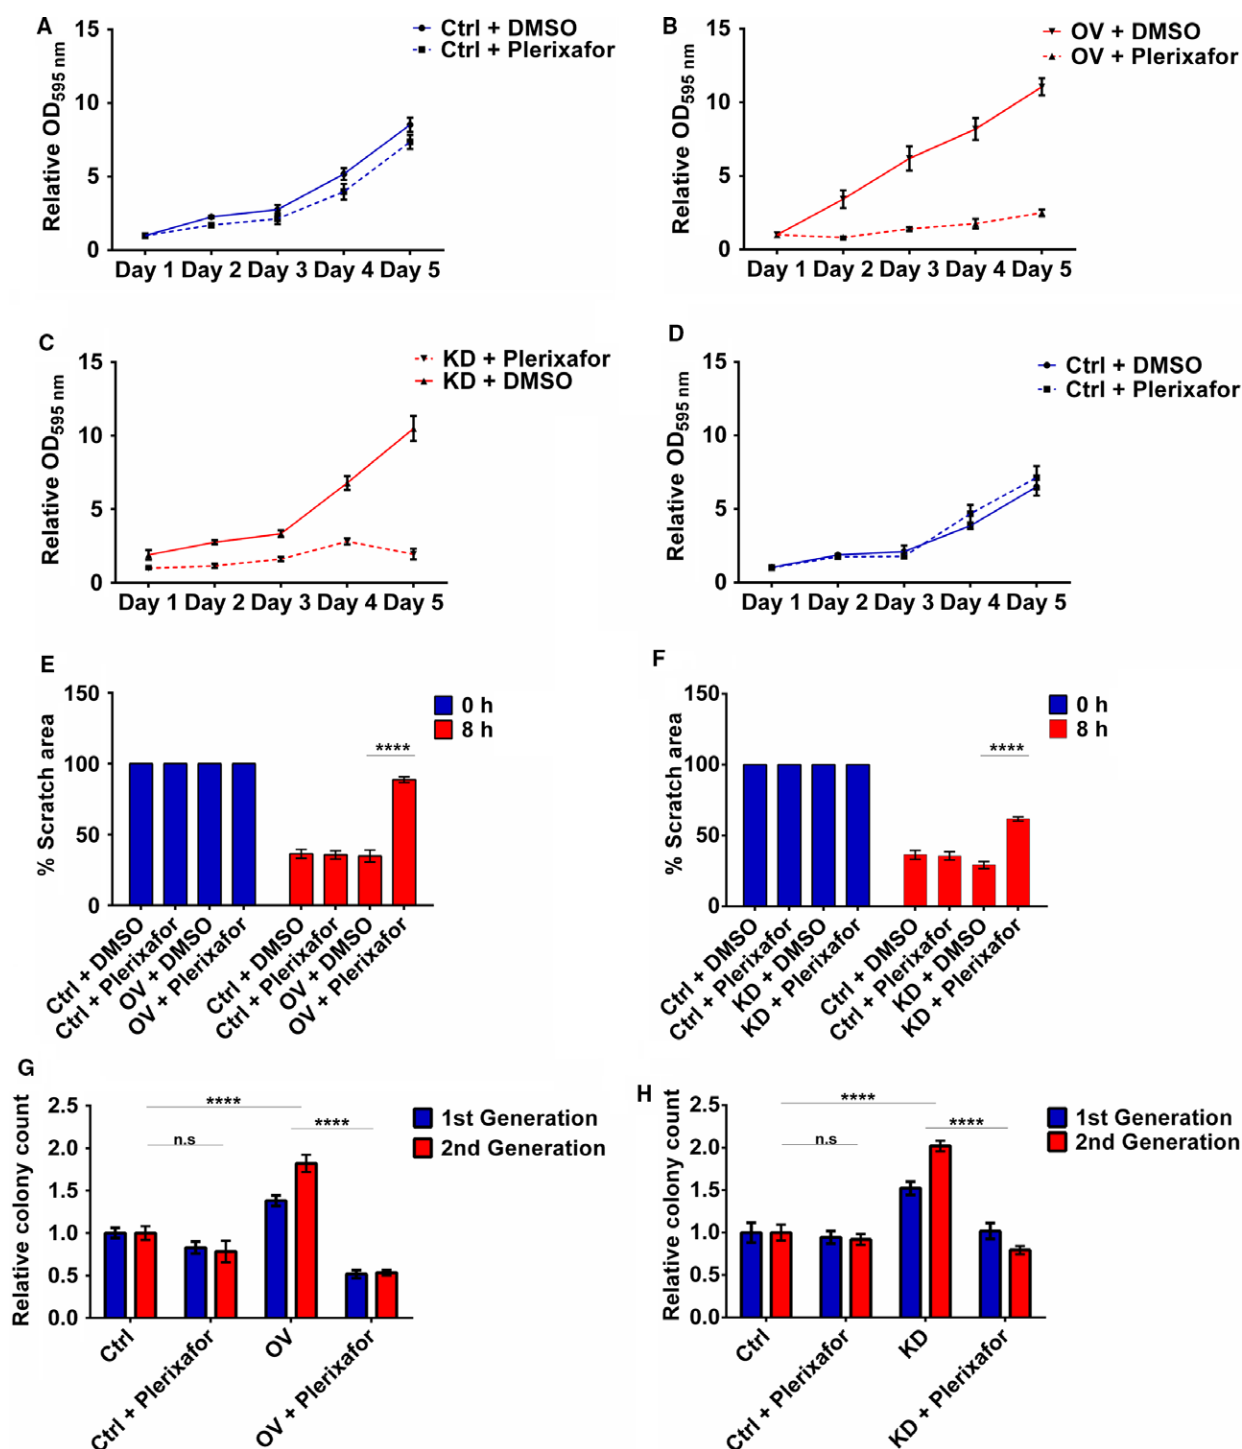 A
15
10
5
0
Relative OD595 nm
Day 1 Day 2 Day 3 Day 4 Day 5
Ctrl + DMSO
Ctrl + Plerixafor
B
15
10
5
0
Relative OD595 nm
Day 1 Day 2 Day 3 Day 4 Day 5
OV + DMSO
OV + Plerixafor
C
15
10
5
0
Relative OD595 nm
Day 1 Day 2 Day 3 Day 4 Day 5
KD + Plerixafor
KD + DMSO
D
15
10
5
0
Relative OD595 nm
Day 1 Day 2 Day 3 Day 4 Day 5
Ctrl + DMSO
Ctrl + Plerixafor
E
150
100
50
0
% Scratch area
0 h
8 h
****
Ctrl + DMSO
Ctrl + Plerixafor
OV + DMSO
OV + Plerixafor
Ctrl + DMSO
Ctrl + Plerixafor
OV + DMSO
OV + Plerixafor
F
150
100
50
0
% Scratch area
0 h
8 h
****
Ctrl + DMSO
Ctrl + Plerixafor
KD + DMSO
KD + Plerixafor
Ctrl + DMSO
Ctrl + Plerixafor
KD + DMSO
KD + Plerixafor
G
2.5
2.0
1.5
1.0
0.5
0.0
Relative colony count
****
n.s
****
1st Generation
2nd Generation
Ctrl
Ctrl + Plerixafor
OV
OV + Plerixafor
H
2.5
2.0
1.5
1.0
0.5
0.0
Relative colony count
****
n.s
****
1st Generation
2nd Generation
Ctrl
Ctrl + Plerixafor
KD
KD + Plerixafor